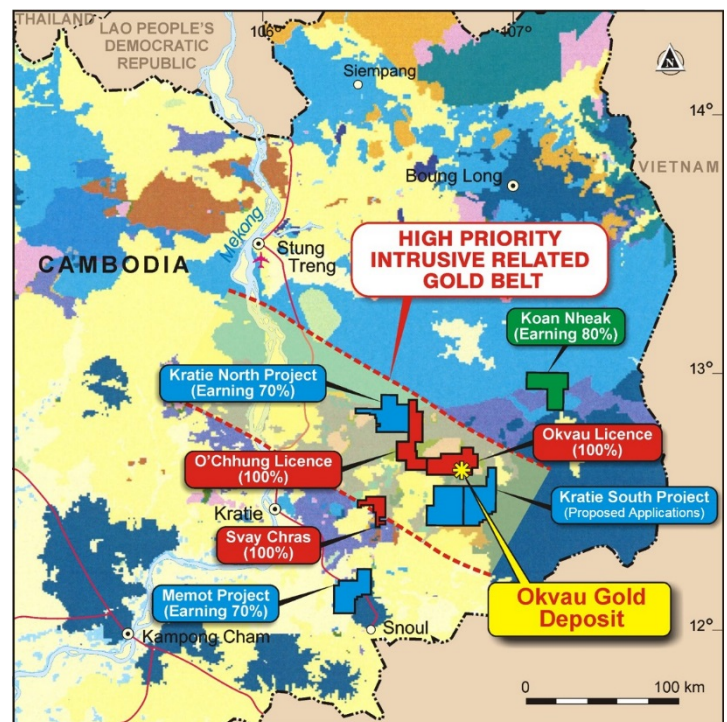 THAILAND
LAO PEOPLE'S
DEMOCRATIC
REPUBLIC
106°
107°
Siempang
N
14°
VIETNAM
Boung Long
Mekong
Stung
Treng
CAMBODIA
HIGH PRIORITY
INTRUSIVE RELATED
GOLD BELT
Koan Nheak
(Earning 80%)
13°
Kratie North Project
(Earning 70%)
O'Chhung Licence
(100%)
Okvau Licence
(100%)
Kratie South Project
(Proposed Applications)
Kratie
Svay Chras
(100%)
Memot Project
(Earning 70%)
Okvau Gold
Deposit
Kampong Cham
Snoul
12°
0
100 km